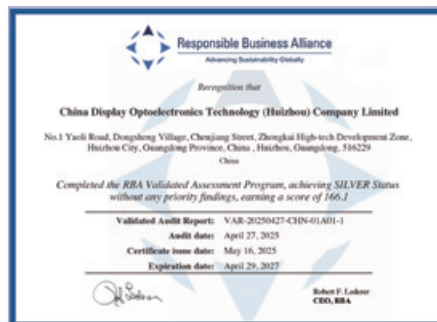 Responsible Business Alliance
Advancing Sustainability Globally
Recognition that
China Display Optoelectronics Technology (Huizhou) Company Limited
No.1 Yaoli Road, Dongsheng Village, Chenjiang Street, Zhongkai High-tech Development Zone,
Huizhou City, Guangdong Province, China , Huizhou, Guangdong, 516229
China
Completed the RBA Validated Assessment Program, achieving SILVER Status
without any priority findings, earning a score of 166.1
Validated Audit Report: VAR-20250427-CHN-01A01-1
Audit date: April 27, 2025
Certificate issue date: May 16, 2025
Expiration date: April 29, 2027
Robert F. Lederer
CEO, RBA